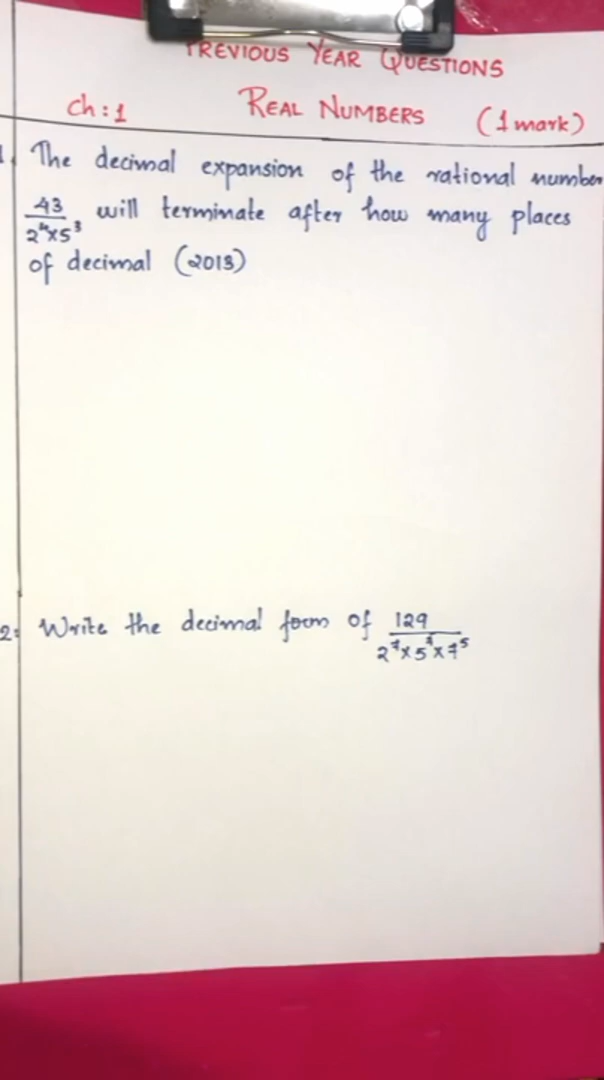 PREVIOUS YEAR QUESTIONS
Ch:1 REAL NUMBERS (1 mark)
1. The decimal expansion of the rational number
43/2⁴×5³ will terminate after how many places
of decimal (2013)
2: Write the decimal form of 129/2⁷×5⁷×7⁵